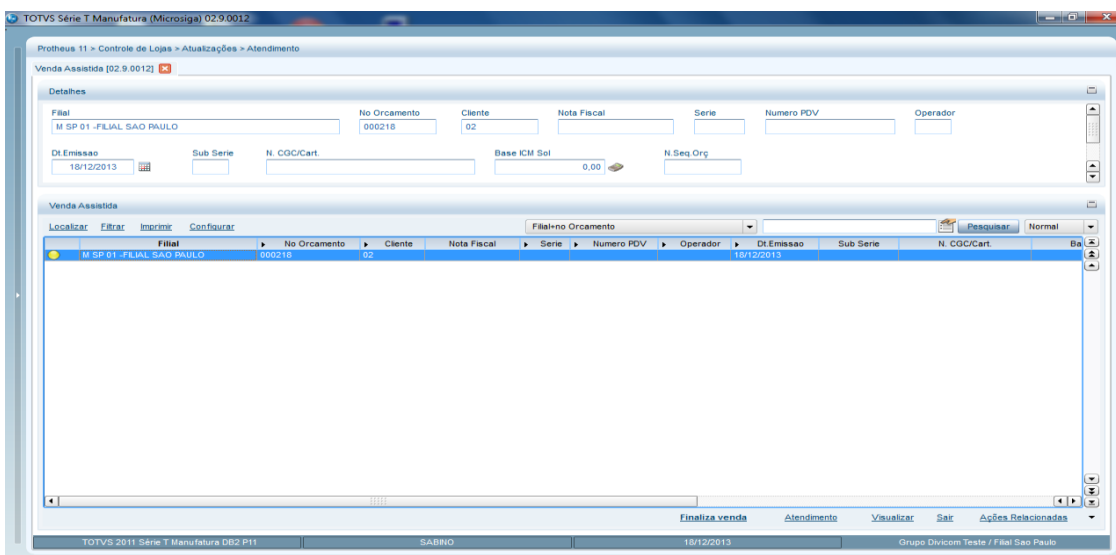 TOTVS Série T Manufatura (Microsiga) 02.9.0012
Protheus 11 > Controle de Lojas > Atualizações > Atendimento
Venda Assistida [02.9.0012]
Detalhes
Filial No Orcamento Cliente Nota Fiscal Serie Numero PDV Operador
M SP 01 -FILIAL SAO PAULO 000218 02
Dt.Emissao Sub Serie N. CGC/Cart. Base ICM Sol N.Seq.Orç
18/12/2013 0,00
Venda Assistida
Localizar Filtrar Imprimir Configurar Filial+no Orcamento Pesquisar Normal
Filial No Orcamento Cliente Nota Fiscal Serie Numero PDV Operador Dt.Emissao Sub Serie N. CGC/Cart. Ba
M SP 01 -FILIAL SAO PAULO 000218 02 18/12/2013
Finaliza venda Atendimento Visualizar Sair Ações Relacionadas
TOTVS 2011 Série T Manufatura DB2 P11 SABINO 18/12/2013 Grupo Divicom Teste / Filial Sao Paulo